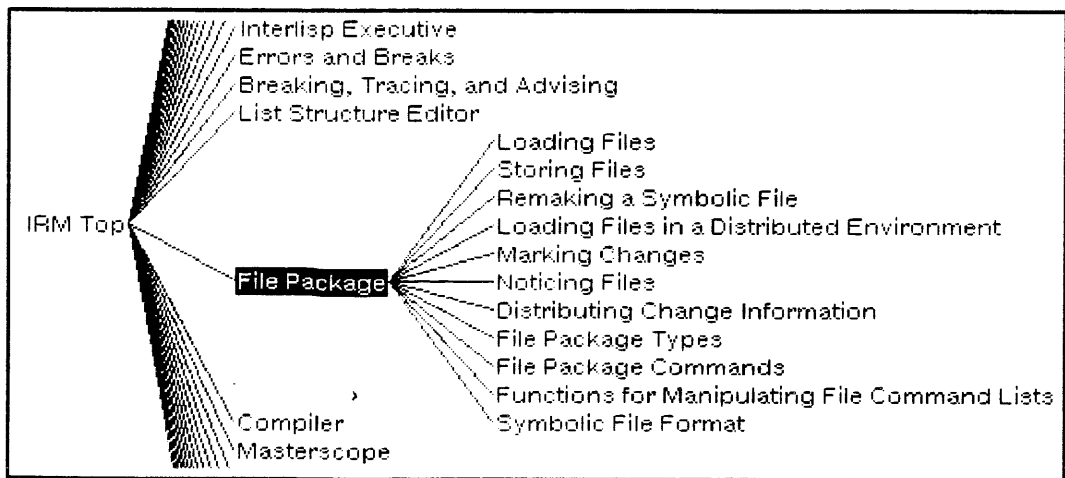 Interlisp Executive
Errors and Breaks
Breaking, Tracing, and Advising
List Structure Editor
Loading Files
Storing Files
Remaking a Symbolic File
IRM Top
Loading Files in a Distributed Environment
Marking Changes
File Package
Noticing Files
Distributing Change Information
File Package Types
File Package Commands
Functions for Manipulating File Command Lists
Compiler
Symbolic File Format
Masterscope